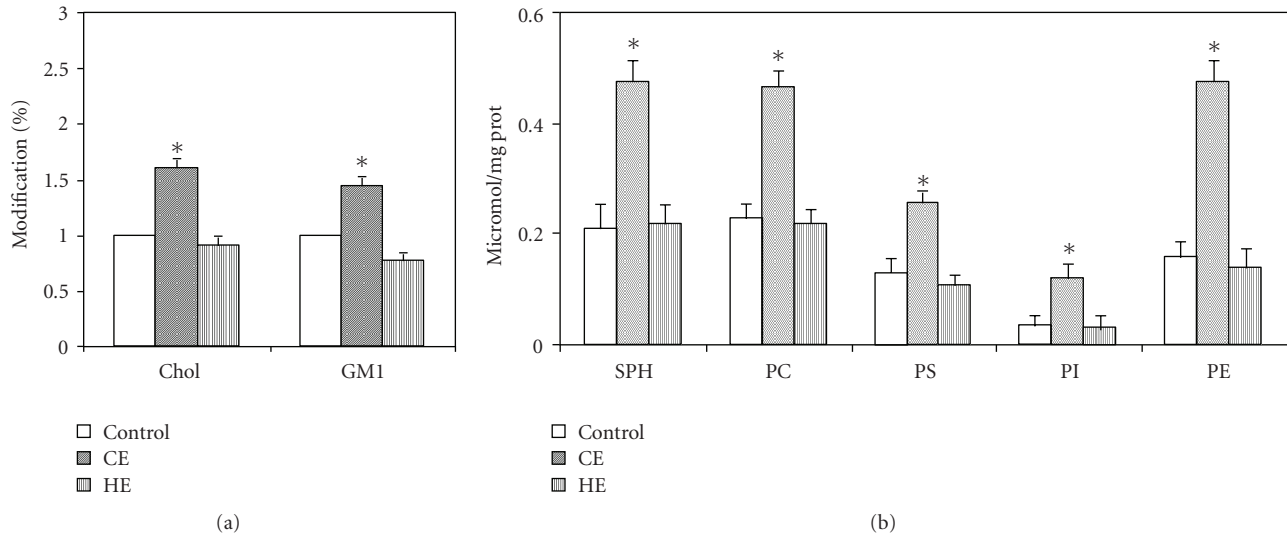 3
2.5
2
1.5
1
0.5
0
Modification (%)
*
*
Chol
GM1
Control
CE
HE
(a)
0.6
0.4
0.2
0
Micromol/mg prot
*
*
*
*
*
SPH
PC
PS
PI
PE
Control
CE
HE
(b)